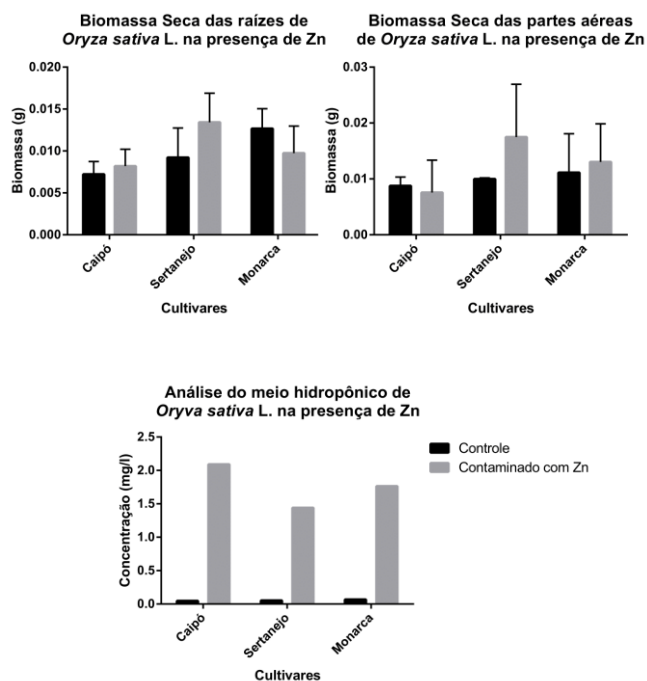 Biomassa Seca das raízes de
Oryza sativa L. na presença de Zn
Biomassa (g)
0.020
0.015
0.010
0.005
0.000
Caipó
Sertanejo
Monarca
Cultivares
Biomassa Seca das partes aéreas
de Oryza sativa L. na presença de Zn
Biomassa (g)
0.03
0.02
0.01
0.00
Caipó
Sertanejo
Monarca
Cultivares
Análise do meio hidropônico de
Oryva sativa L. na presença de Zn
Concentração (mg/l)
2.5
2.0
1.5
1.0
0.5
0.0
Caipó
Sertanejo
Monarca
Cultivares
Controle
Contaminado com Zn